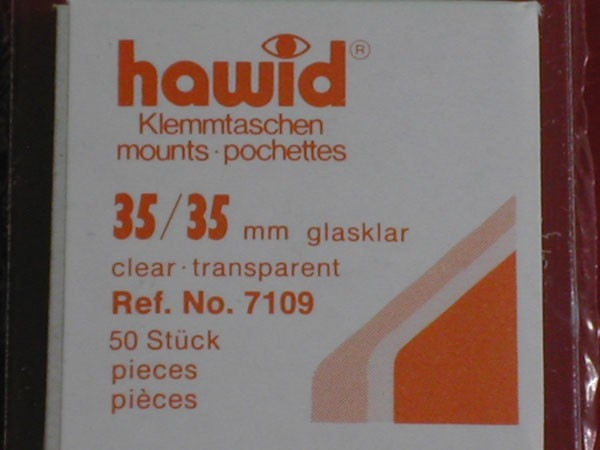 hawid®
Klemmtaschen
mounts · pochettes
35/35 mm glasklar
clear · transparent
Ref. No. 7109
50 Stück
pieces
pièces